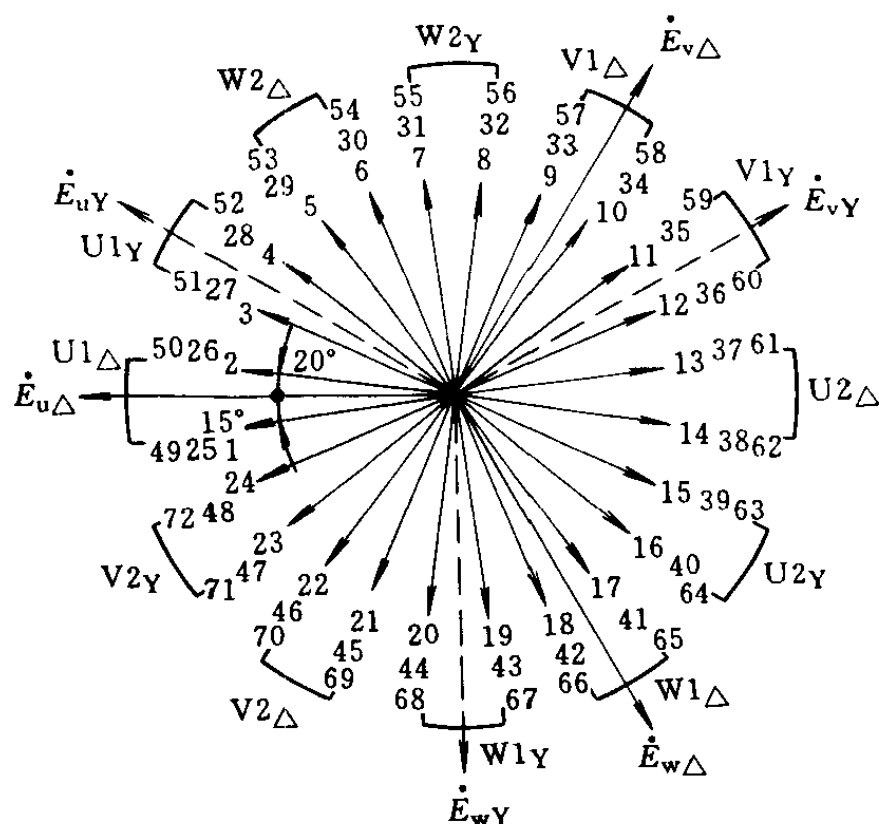 W2Y
Ėv△
W2△
V1△
55 56
54 57
31 32
53 30 33 58
29 6 7 8 9 34
V1Y
ĖuY
52 5 10 59
ĖvY
28 4 11 35
U1Y
51 27 3 12 36 60
U1△
50 26 2 20° 13 37 61
Ėu△
U2△
15°
49 25 1 14 38 62
24 15 39 63
72 48
23 16
V2Y
71 47 22 17 40 64
U2Y
46 21 20 19 18 41
70 45 44 43 42 65
69 68 67 66
V2△
W1△
W1Y
Ėw△
ĖwY